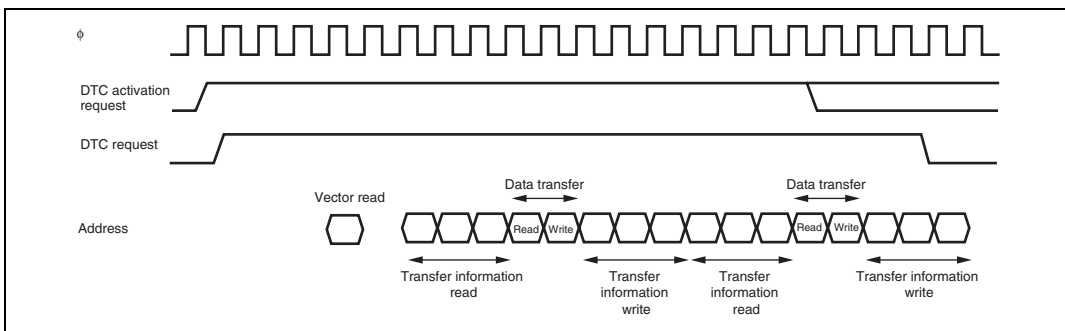 φ
DTC activation
request
DTC request
Vector read
Data transfer
Data transfer
Address
Read Write
Read Write
Transfer information
read
Transfer
information
write
Transfer
information
read
Transfer information
write